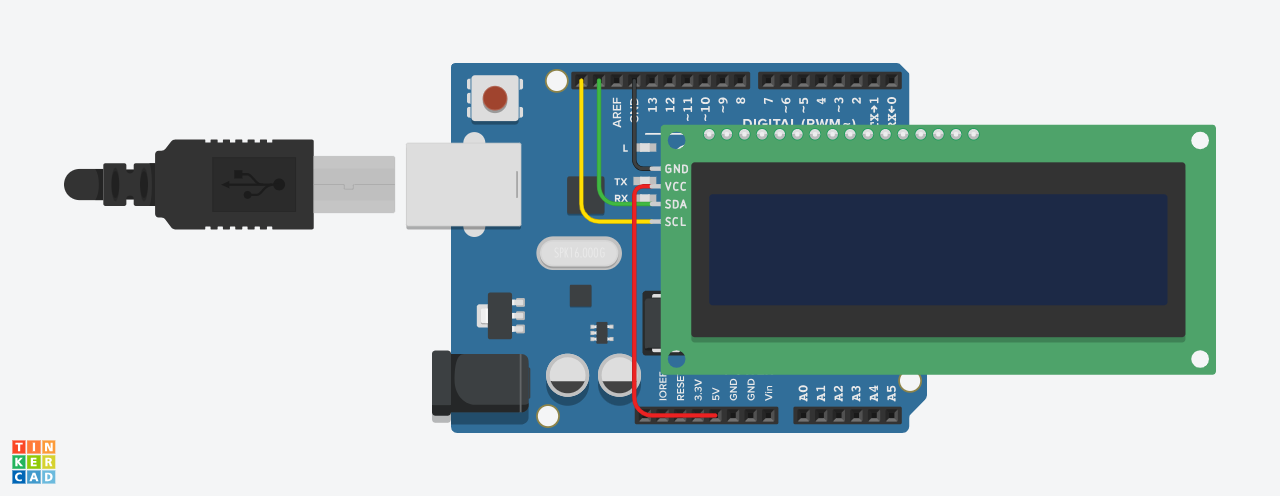 AREF
GND
13
12
~11
~10
~9
8
7
~6
~5
4
~3
2
TX→1
RX←0
DIGITAL (PWM~)
L
TX
RX
GND
VCC
SDA
SCL
SPK16.000G
IOREF
RESET
3.3V
5V
GND
GND
Vin
A0
A1
A2
A3
A4
A5
TIN
KER
CAD